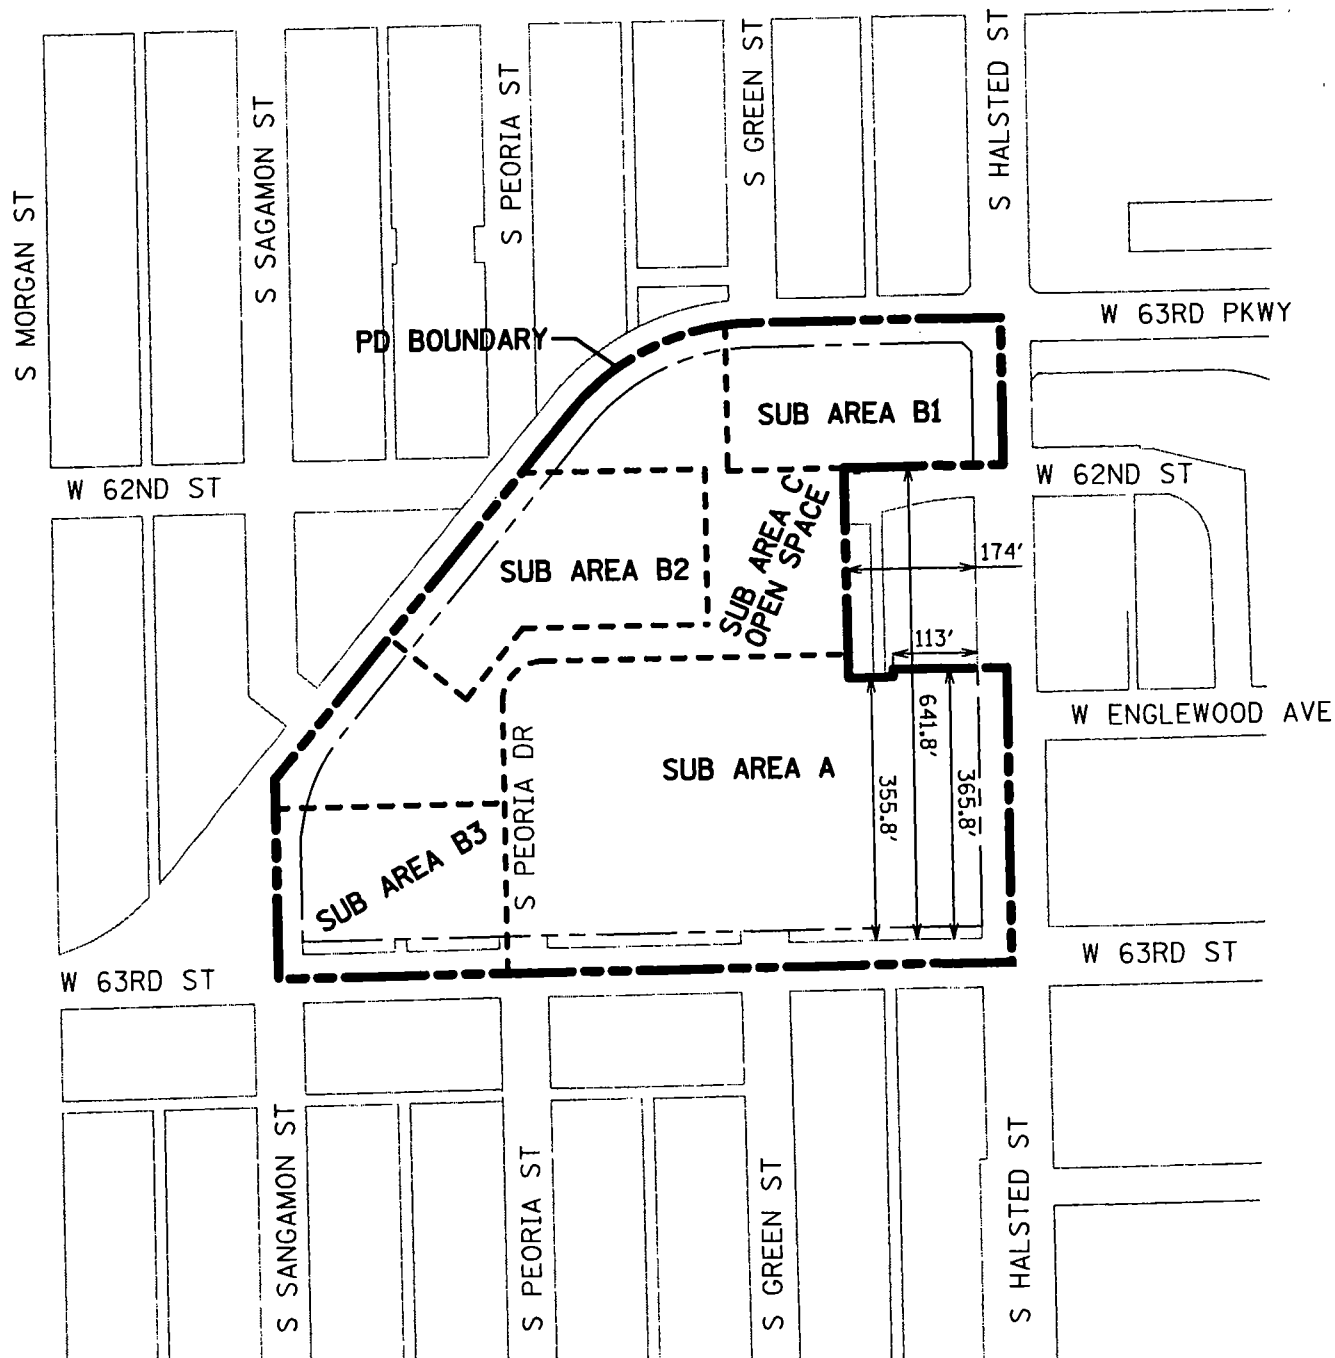 S MORGAN ST
S SAGAMON ST
S PEORIA ST
S GREEN ST
S HALSTED ST
W 63RD PKWY
PD BOUNDARY
SUB AREA B1
W 62ND ST
W 62ND ST
SUB AREA C
OPEN SPACE
174'
SUB AREA B2
113'
W ENGLEWOOD AVE
641.8'
SUB AREA A
355.8'
365.8'
S PEORIA DR
SUB AREA B3
W 63RD ST
W 63RD ST
S SANGAMON ST
S PEORIA ST
S GREEN ST
S HALSTED ST